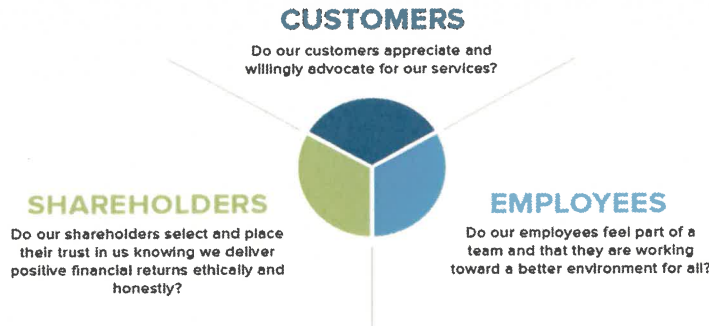 CUSTOMERS
Do our customers appreciate and
willingly advocate for our services?
SHAREHOLDERS
Do our shareholders select and place
their trust in us knowing we deliver
positive financial returns ethically and
honestly?
EMPLOYEES
Do our employees feel part of a
team and that they are working
toward a better environment for all?